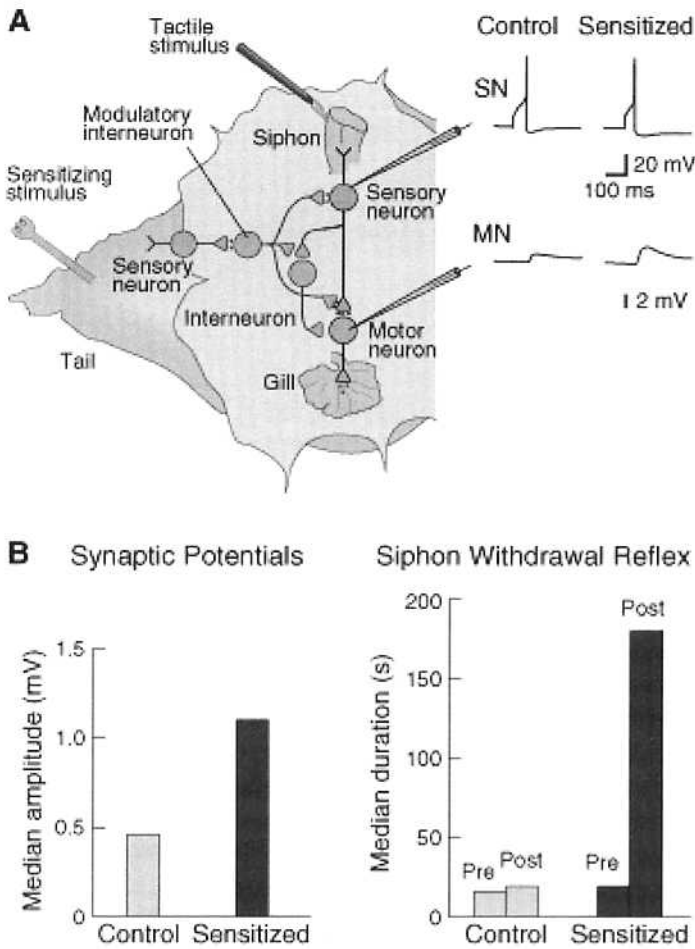 A
Tactile
stimulus
Control Sensitized
SN
Modulatory
interneuron
Siphon
20 mV
100 ms
Sensitizing
stimulus
Sensory
neuron
MN
Sensory
neuron
Interneuron
2 mV
Motor
neuron
Tail
Gill
B Synaptic Potentials
Siphon Withdrawal Reflex
Median amplitude (mV)
1.5
1.0
0.5
0
Control Sensitized
Median duration (s)
200
150
100
50
0
Pre Post
Pre Post
Control Sensitized